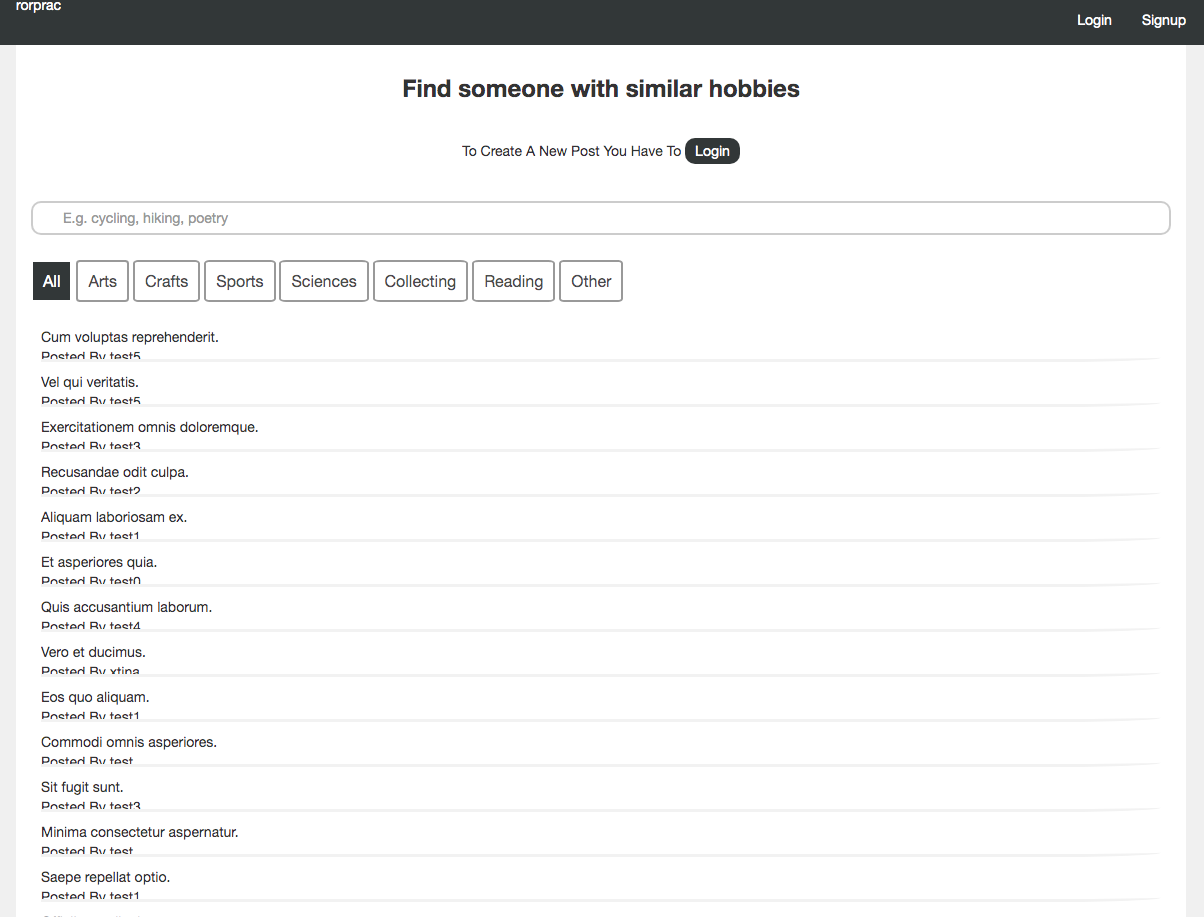 rorprac
Login Signup
Find someone with similar hobbies
To Create A New Post You Have To Login
E.g. cycling, hiking, poetry
All Arts Crafts Sports Sciences Collecting Reading Other
Cum voluptas reprehenderit.
Posted By test5
Vel qui veritatis.
Posted By test5
Exercitationem omnis doloremque.
Posted By test3
Recusandae odit culpa.
Posted By test2
Aliquam laboriosam ex.
Posted By test1
Et asperiores quia.
Posted By test0
Quis accusantium laborum.
Posted By test4
Vero et ducimus.
Posted By xtina
Eos quo aliquam.
Posted By test1
Commodi omnis asperiores.
Posted By test
Sit fugit sunt.
Posted By test3
Minima consectetur aspernatur.
Posted By test
Saepe repellat optio.
Posted By test1